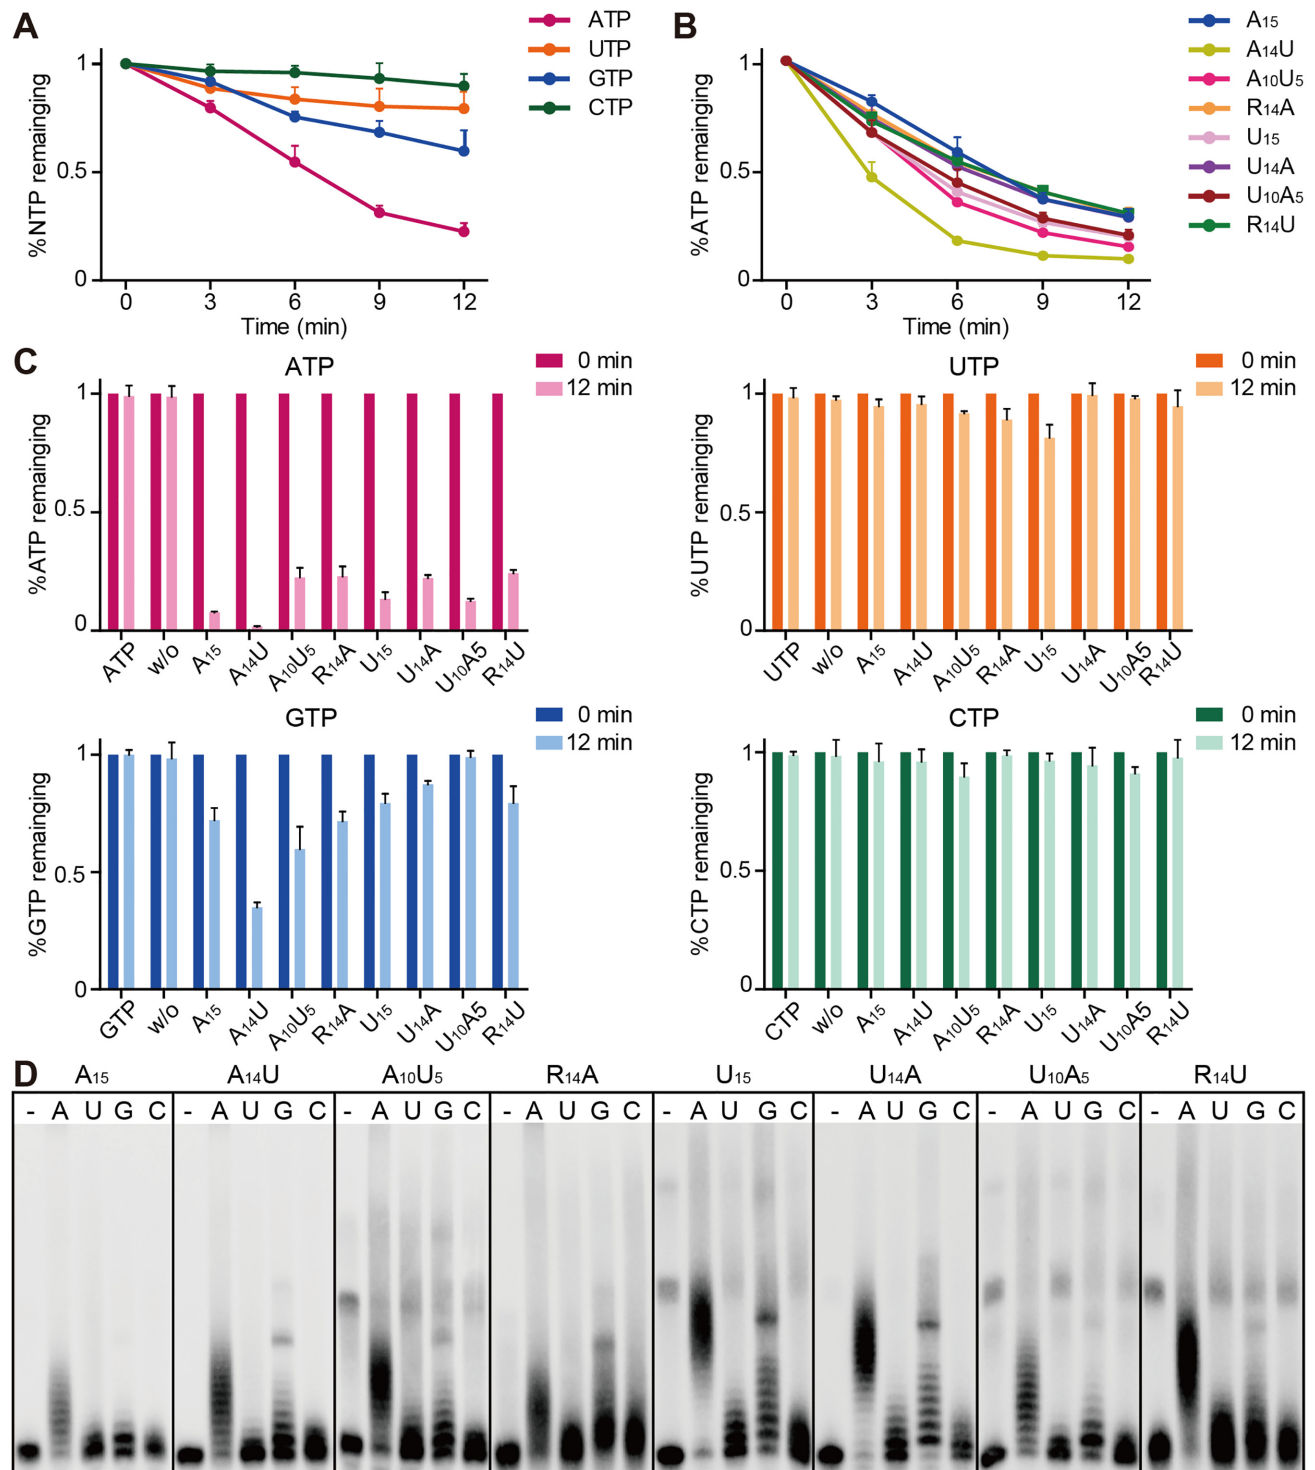 A
%NTP remainging
1
0.5
0
0 3 6 9 12
Time (min)
ATP
UTP
GTP
CTP
B
%ATP remainging
1
0.5
0
0 3 6 9 12
Time (min)
A15
A14U
A10U5
R14A
U15
U14A
U10A5
R14U
C
ATP
0 min
12 min
%ATP remainging
1
0.5
0
ATP w/o A15 A14U A10U5 R14A U15 U14A U10A5 R14U
UTP
0 min
12 min
%UTP remainging
1
0.5
0
UTP w/o A15 A14U A10U5 R14A U15 U14A U10A5 R14U
GTP
0 min
12 min
%GTP remainging
1
0.5
0
GTP w/o A15 A14U A10U5 R14A U15 U14A U10A5 R14U
CTP
0 min
12 min
%CTP remainging
1
0.5
0
CTP w/o A15 A14U A10U5 R14A U15 U14A U10A5 R14U
D
A15 A14U A10U5 R14A U15 U14A U10A5 R14U
- A U G C - A U G C - A U G C - A U G C - A U G C - A U G C - A U G C - A U G C